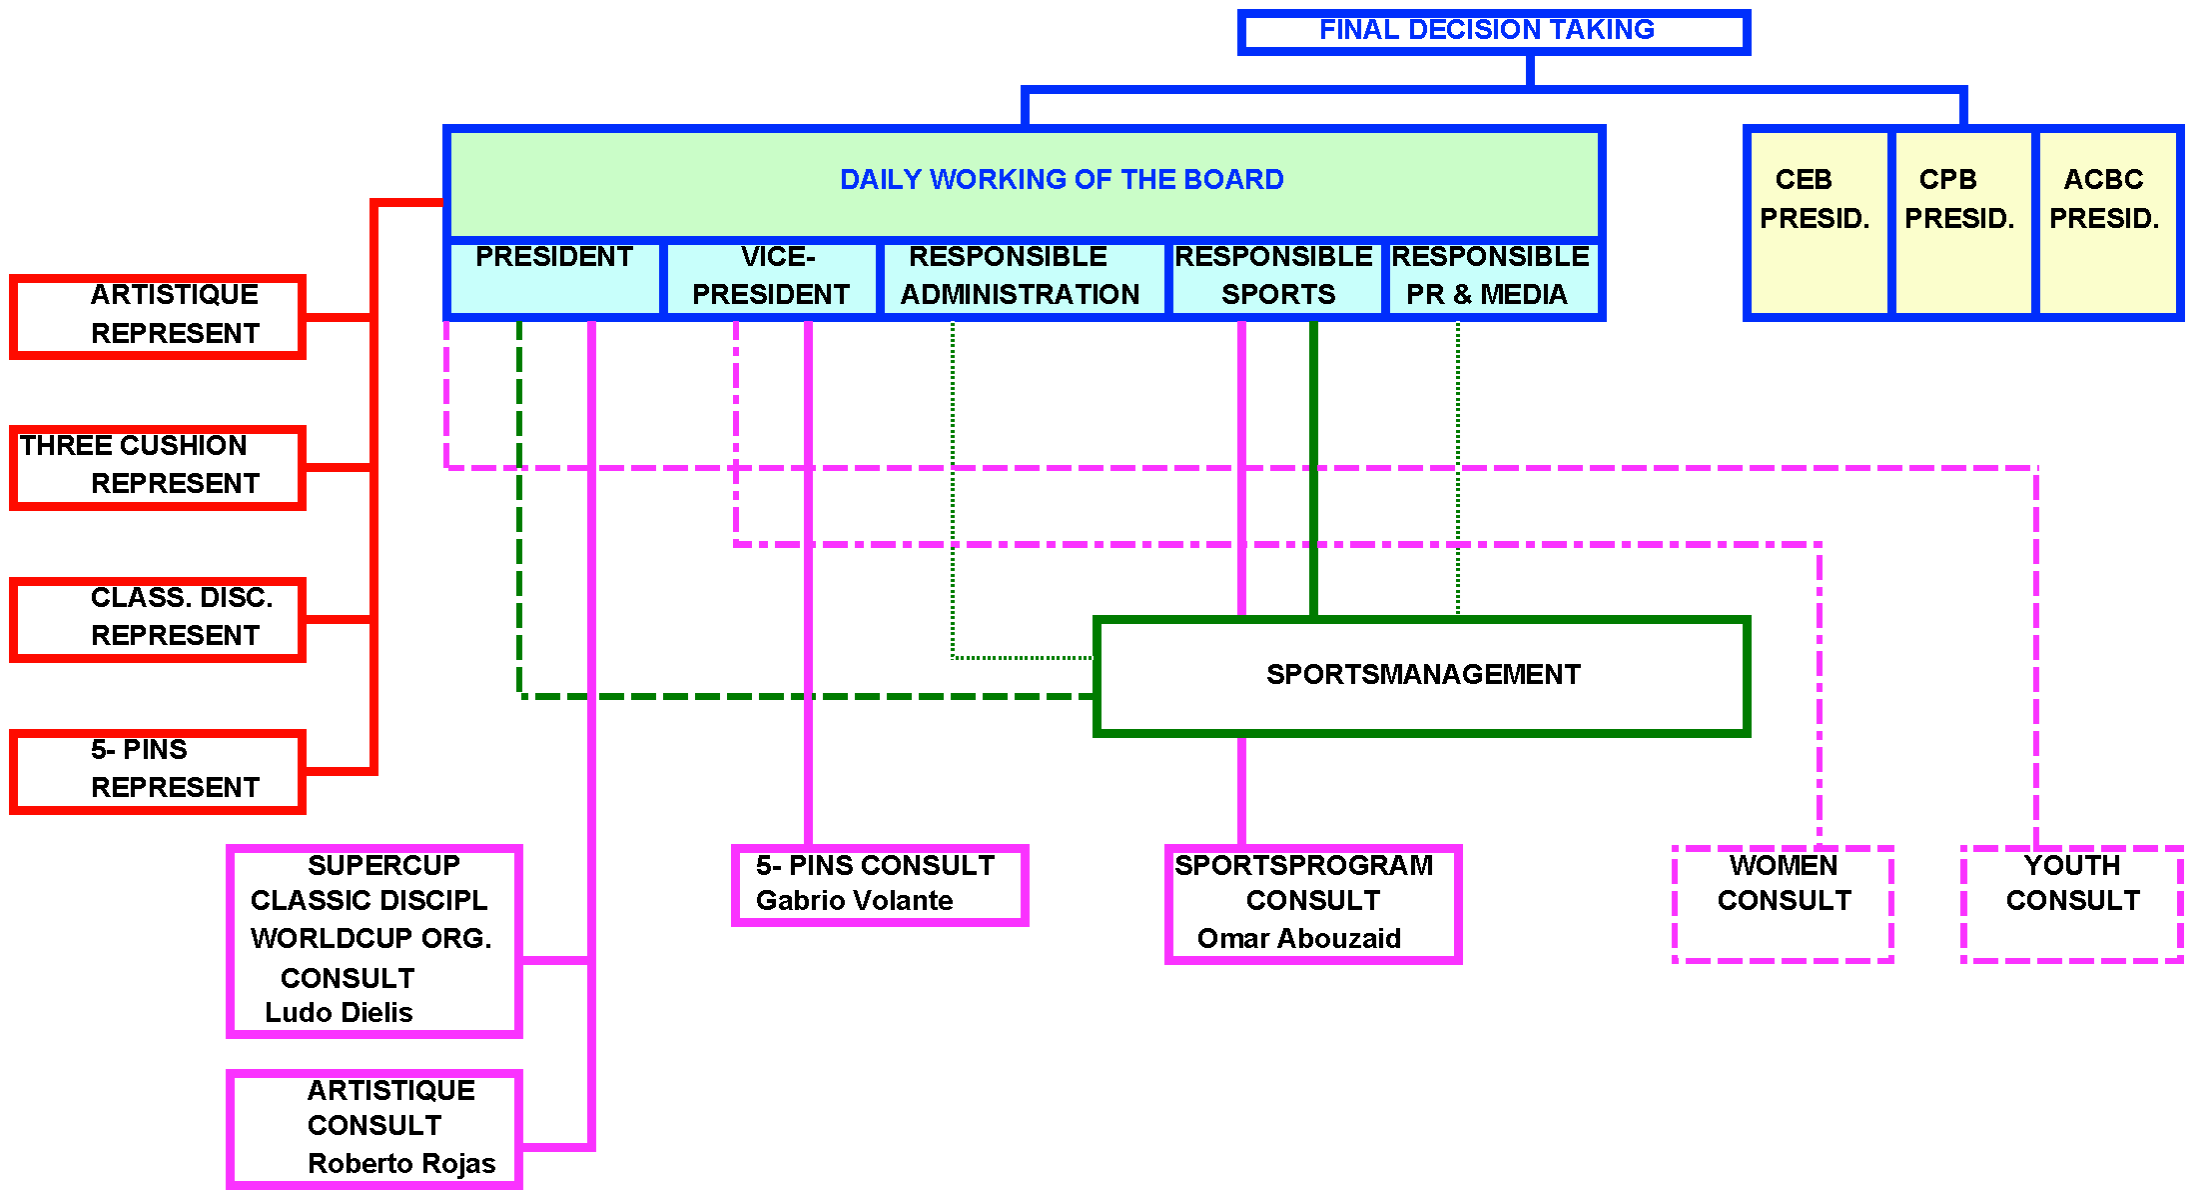 FINAL DECISION TAKING
DAILY WORKING OF THE BOARD
CEB
PRESID.
CPB
PRESID.
ACBC
PRESID.
PRESIDENT
VICE-
PRESIDENT
RESPONSIBLE
ADMINISTRATION
RESPONSIBLE
SPORTS
RESPONSIBLE
PR & MEDIA
ARTISTIQUE
REPRESENT
THREE CUSHION
REPRESENT
CLASS. DISC.
REPRESENT
5- PINS
REPRESENT
SPORTSMANAGEMENT
SUPERCUP
CLASSIC DISCIPL
WORLDCUP ORG.
CONSULT
Ludo Dielis
5- PINS CONSULT
Gabrio Volante
SPORTSPROGRAM
CONSULT
Omar Abouzaid
WOMEN
CONSULT
YOUTH
CONSULT
ARTISTIQUE
CONSULT
Roberto Rojas